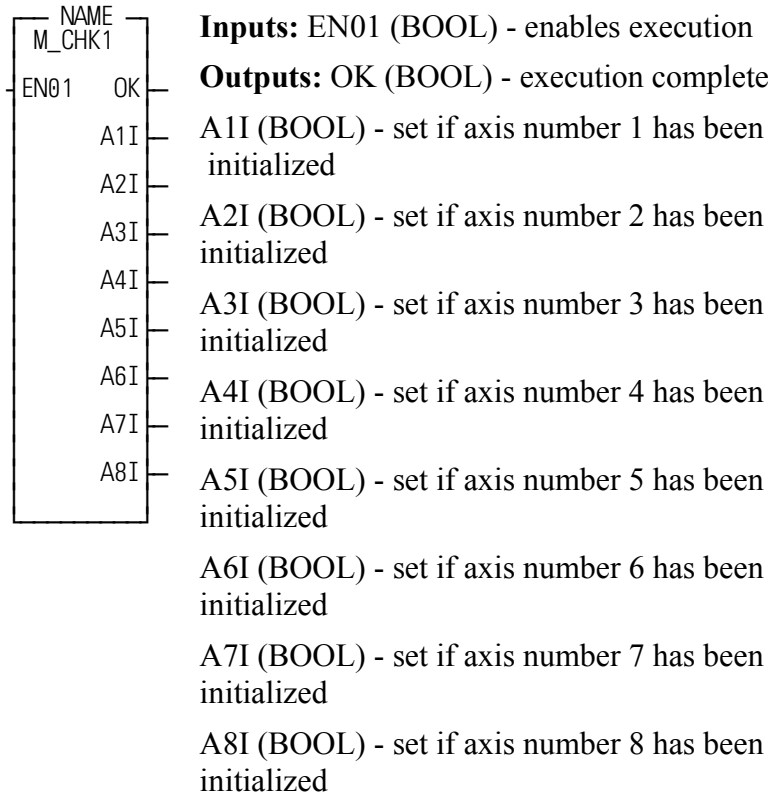 NAME
M_CHK1
EN01 OK
A1I
A2I
A3I
A4I
A5I
A6I
A7I
A8I
Inputs: EN01 (BOOL) - enables execution
Outputs: OK (BOOL) - execution complete
A1I (BOOL) - set if axis number 1 has been
initialized
A2I (BOOL) - set if axis number 2 has been
initialized
A3I (BOOL) - set if axis number 3 has been
initialized
A4I (BOOL) - set if axis number 4 has been
initialized
A5I (BOOL) - set if axis number 5 has been
initialized
A6I (BOOL) - set if axis number 6 has been
initialized
A7I (BOOL) - set if axis number 7 has been
initialized
A8I (BOOL) - set if axis number 8 has been
initialized